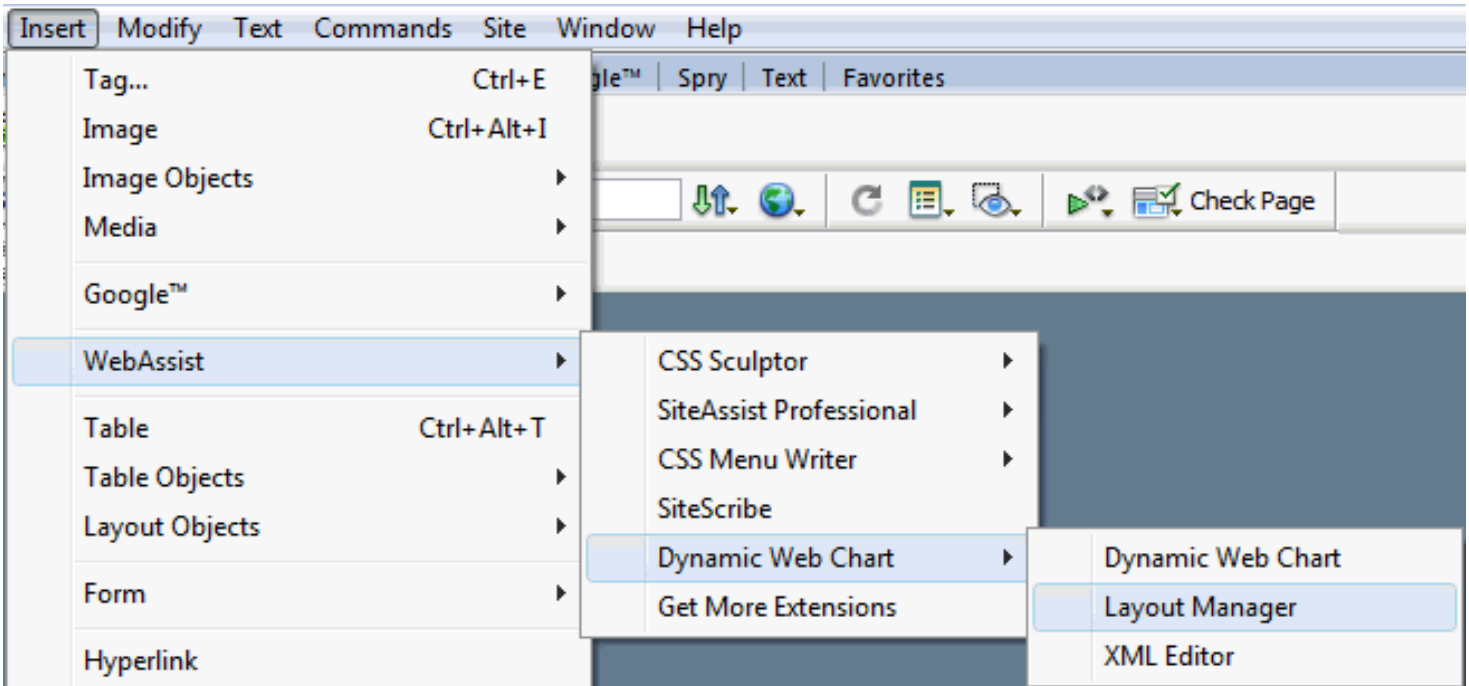 Insert Modify Text Commands Site Window Help
Tag... Ctrl+E
gle™ Spry Text Favorites
Image Ctrl+Alt+I
Image Objects
Check Page
Media
Google™
WebAssist
CSS Sculptor
SiteAssist Professional
Table Ctrl+Alt+T
CSS Menu Writer
Table Objects
SiteScribe
Layout Objects
Dynamic Web Chart
Dynamic Web Chart
Form
Get More Extensions
Layout Manager
Hyperlink
XML Editor